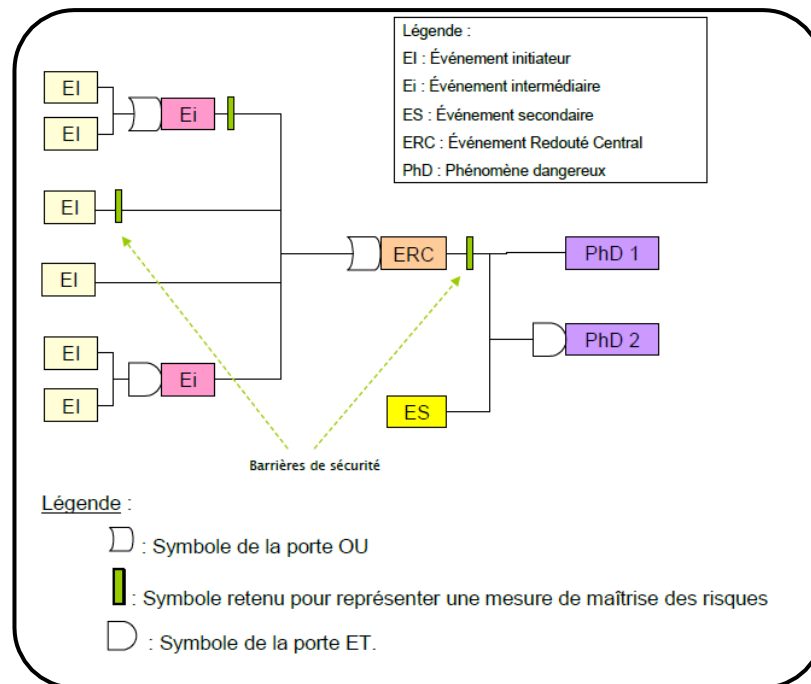 Légende :
EI : Événement initiateur
Ei : Événement intermédiaire
ES : Événement secondaire
ERC : Événement Redouté Central
PhD : Phénomène dangereux
EI
EI
Ei
EI
EI
EI
EI
Ei
ERC
PhD 1
PhD 2
ES
Barrières de sécurité
Légende :
: Symbole de la porte OU
: Symbole retenu pour représenter une mesure de maîtrise des risques
: Symbole de la porte ET.